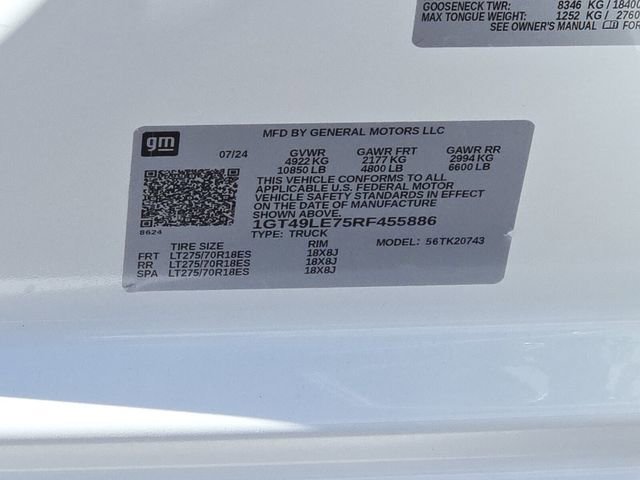 GOOSENECK TWR: 8346 KG / 18400
MAX TONGUE WEIGHT: 1252 KG / 2760
SEE OWNER'S MANUAL FOR
gm
MFD BY GENERAL MOTORS LLC
07/24 GVWR GAWR FRT GAWR RR
4922 KG 2177 KG 2994 KG
10850 LB 4800 LB 6600 LB
THIS VEHICLE CONFORMS TO ALL
APPLICABLE U.S. FEDERAL MOTOR
VEHICLE SAFETY STANDARDS IN EFFECT
ON THE DATE OF MANUFACTURE
SHOWN ABOVE.
1GT49LE75RF455886
8624
TYPE: TRUCK MODEL: 56TK20743
TIRE SIZE RIM
FRT LT275/70R18ES 18X8J
RR LT275/70R18ES 18X8J
SPA LT275/70R18ES 18X8J